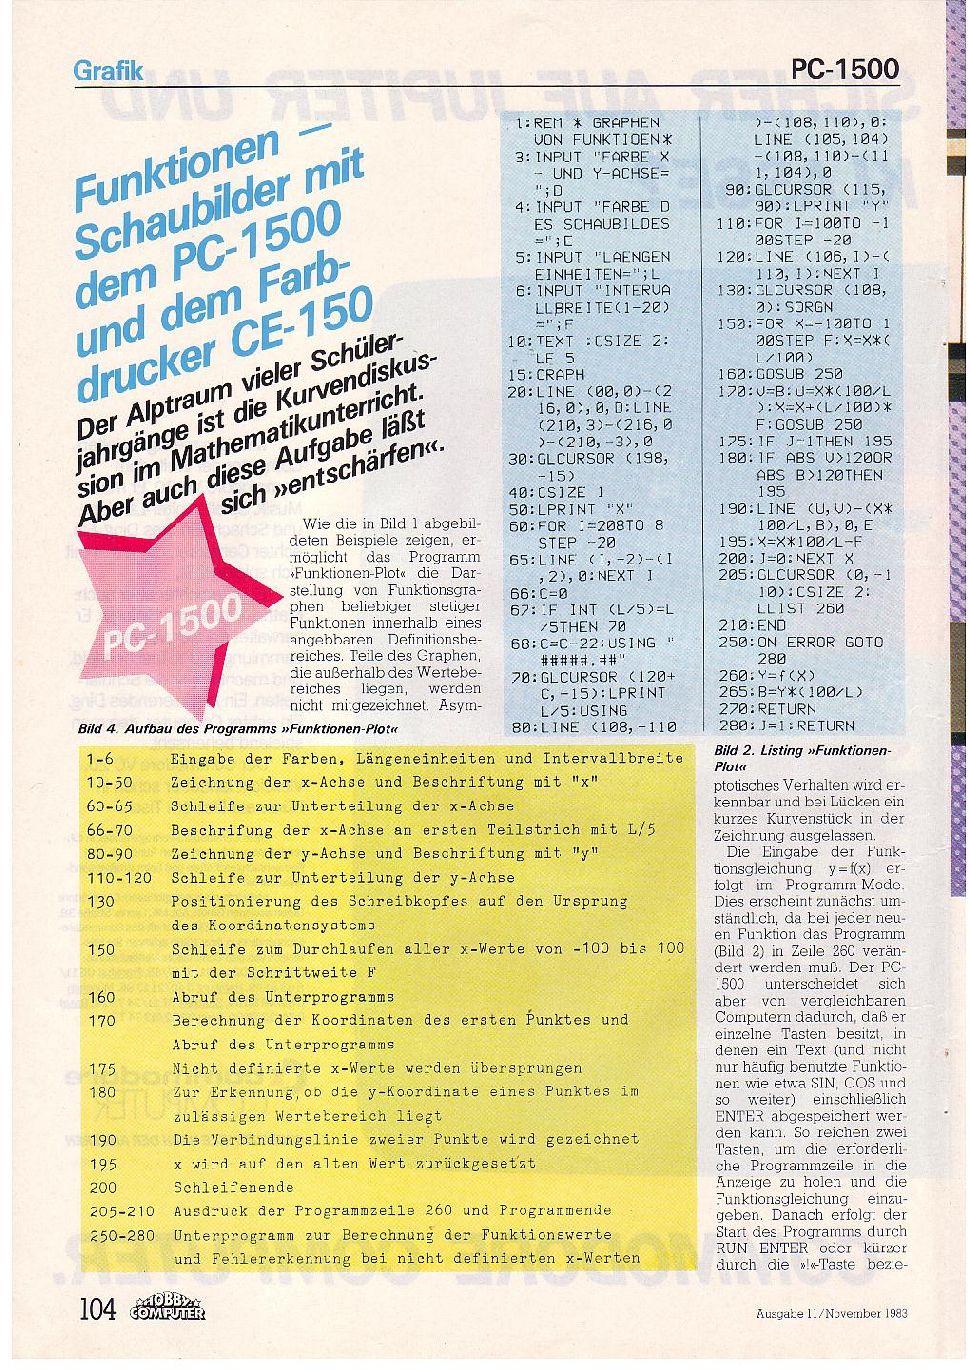 Grafik
PC-1500
Funktionen —
Schaubilder mit
dem PC-1500
und dem Farb-
drucker CE-150
Der Alptraum vieler Schüler-
jahrgänge ist die Kurvendiskus-
sion im Mathematikunterricht.
Aber auch diese Aufgabe läßt
sich »entschärfen«.
PC-1500
Wie die in Bild 1 abgebil-
deten Beispiele zeigen, er-
möglicht das Programm
»Funktionen-Plot« die Dar-
stellung von Funktionsgra-
phen beliebiger stetiger
Funktionen innerhalb eines
angebbaren Definitionsbe-
reiches. Teile des Graphen,
die außerhalb des Wertebe-
reiches liegen, werden
nicht mitgezeichnet. Asym-
1:REM * GRAPHEN
VON FUNKTIOEN*
3:INPUT "FARBE X
- UND Y-ACHSE=
";D
4:INPUT "FARBE D
ES SCHAUBILDES
=";E
5:INPUT "LAENGEN
EINHEITEN=";L
6:INPUT "INTERVA
LLBREITE(1-20)
=";F
10:TEXT :CSIZE 2:
LF 5
15:GRAPH
20:LINE (00,0)-(2
16,0),0,D:LINE
(210,3)-(216,0
)-(210,-3),0
30:GLCURSOR (198,
-15)
40:CSIZE 1
50:LPRINT "X"
60:FOR I=208TO 8
STEP -20
65:LINE (I,-2)-(I
,2),0:NEXT I
66:C=0
67:IF INT (L/5)=L
/5THEN 70
68:C=C-22:USING "
#####.##"
70:GLCURSOR (120+
C,-15):LPRINT
L/5:USING
80:LINE (108,-110
)-(108,110),0:
LINE (105,104)
-(108,110)-(11
1,104),0
90:GLCURSOR (115,
90):LPRINT "Y"
110:FOR I=100TO -1
00STEP -20
120:LINE (106,I)-(
110,I):NEXT I
130:GLCURSOR (108,
0):SORGN
150:FOR X=-100TO 1
00STEP F:X=X*(
L/100)
160:GOSUB 250
170:U=B:U=X*(100/L
):X=X+(L/100)*
F:GOSUB 250
175:IF J=1THEN 195
180:IF ABS U>120OR
ABS B>120THEN
195
190:LINE (U,U)-(X*
100/L,B),0,E
195:X=X*100/L-F
200:J=0:NEXT X
205:GLCURSOR (0,-1
10):CSIZE 2:
LLIST 260
210:END
250:ON ERROR GOTO
280
260:Y=f(X)
265:B=Y*(100/L)
270:RETURN
280:J=1:RETURN
Bild 4. Aufbau des Programms »Funktionen-Plot«
1-6 Eingabe der Farben, Längeneinheiten und Intervallbreite
10-50 Zeichnung der x-Achse und Beschriftung mit "x"
60-65 Schleife zur Unterteilung der x-Achse
66-70 Beschrifung der x-Achse an ersten Teilstrich mit L/5
80-90 Zeichnung der y-Achse und Beschriftung mit "y"
110-120 Schleife zur Unterteilung der y-Achse
130 Positionierung des Schreibkopfes auf den Ursprung
des Koordinatensystems
150 Schleife zum Durchlaufen aller x-Werte von -100 bis 100
mit der Schrittweite F
160 Abruf des Unterprogramms
170 Berechnung der Koordinaten des ersten Punktes und
Abruf des Unterprogramms
175 Nicht definierte x-Werte werden übersprungen
180 Zur Erkennung,ob die y-Koordinate eines Punktes im
zulässigen Wertebereich liegt
190 Die Verbindungslinie zweier Punkte wird gezeichnet
195 x wird auf den alten Wert zurückgesetzt
200 Schleifenende
205-210 Ausdruck der Programmzeile 260 und Programmende
250-280 Unterprogramm zur Berechnung der Funktionswerte
und Fehlererkennung bei nicht definierten x-Werten
Bild 2. Listing »Funktionen-
Plot«
ptotisches Verhalten wird er-
kennbar und bei Lücken ein
kurzes Kurvenstück in der
Zeichnung ausgelassen.
Die Eingabe der Funk-
tionsgleichung y=f(x) er-
folgt im Programm Mode.
Dies erscheint zunächst um-
ständlich, da bei jeder neu-
en Funktion das Programm
(Bild 2) in Zeile 260 verän-
dert werden muß. Der PC-
1500 unterscheidet sich
aber von vergleichbaren
Computern dadurch, daß er
einzelne Tasten besitzt, in
denen ein Text (und nicht
nur häufig benutzte Funktio-
nen wie etwa SIN, COS und
so weiter) einschließlich
ENTER abgespeichert wer-
den kann. So reichen zwei
Tasten, um die erforderli-
che Programmzeile in die
Anzeige zu holen und die
Funktionsgleichung einzu-
geben. Danach erfolgt der
Start des Programms durch
RUN ENTER oder kürzer
durch die »!«-Taste bezie-
104
HOBBY
COMPUTER
Ausgabe 11/November 1983